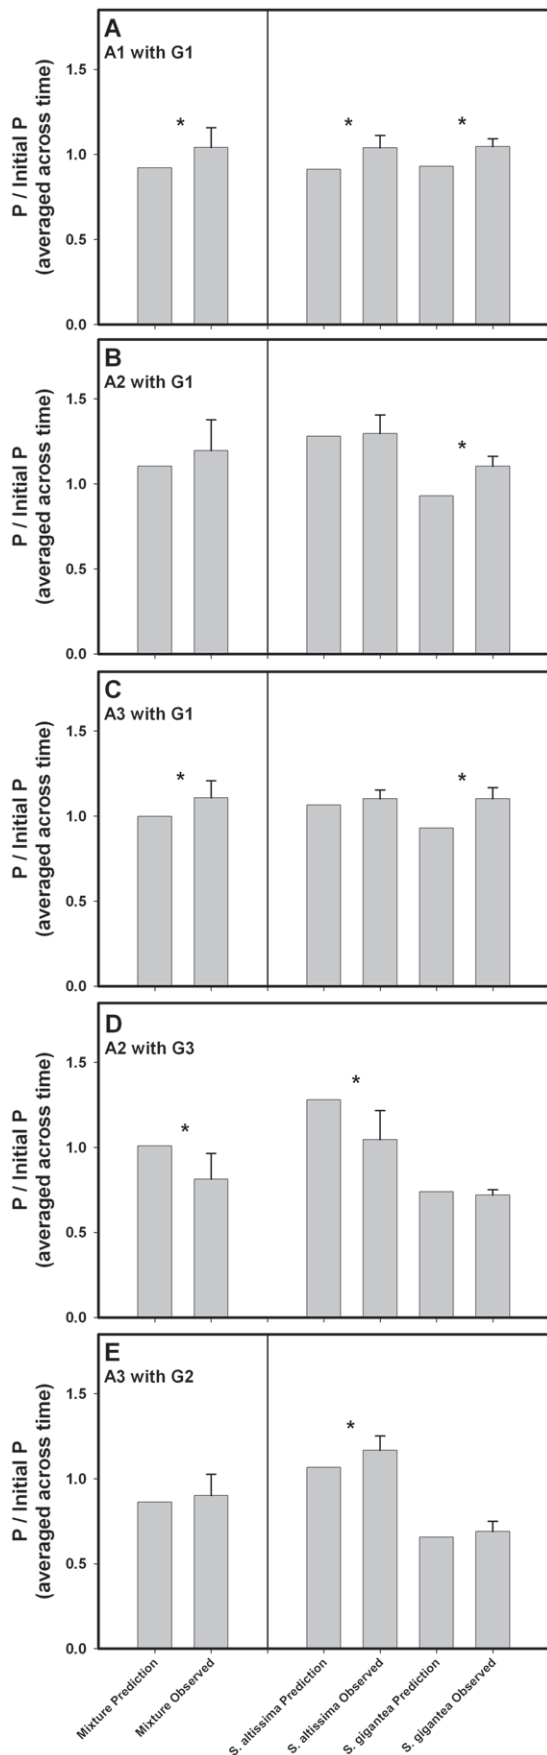 A
A1 with G1
P / Initial P
(averaged across time)
1.5
1.0
0.5
0.0
*
*
*
B
A2 with G1
P / Initial P
(averaged across time)
1.5
1.0
0.5
0.0
*
C
A3 with G1
P / Initial P
(averaged across time)
1.5
1.0
0.5
0.0
*
*
D
A2 with G3
P / Initial P
(averaged across time)
1.5
1.0
0.5
0.0
*
*
E
A3 with G2
P / Initial P
(averaged across time)
1.5
1.0
0.5
0.0
*
Mixture Prediction
Mixture Observed
S. altissima Prediction
S. altissima Observed
S. gigantea Prediction
S. gigantea Observed